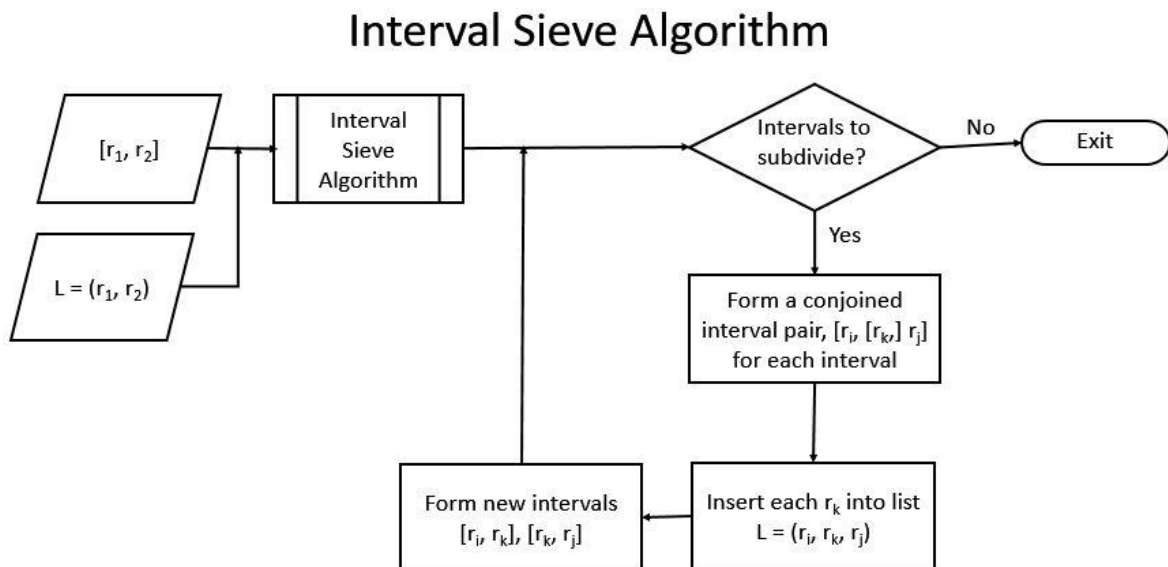 Interval Sieve Algorithm
[r₁, r₂]
L = (r₁, r₂)
Interval
Sieve
Algorithm
Intervals to
subdivide?
No
Exit
Yes
Form a conjoined
interval pair, [rᵢ, [rₖ,] rⱼ]
for each interval
Insert each rₖ into list
L = (rᵢ, rₖ, rⱼ)
Form new intervals
[rᵢ, rₖ], [rₖ, rⱼ]